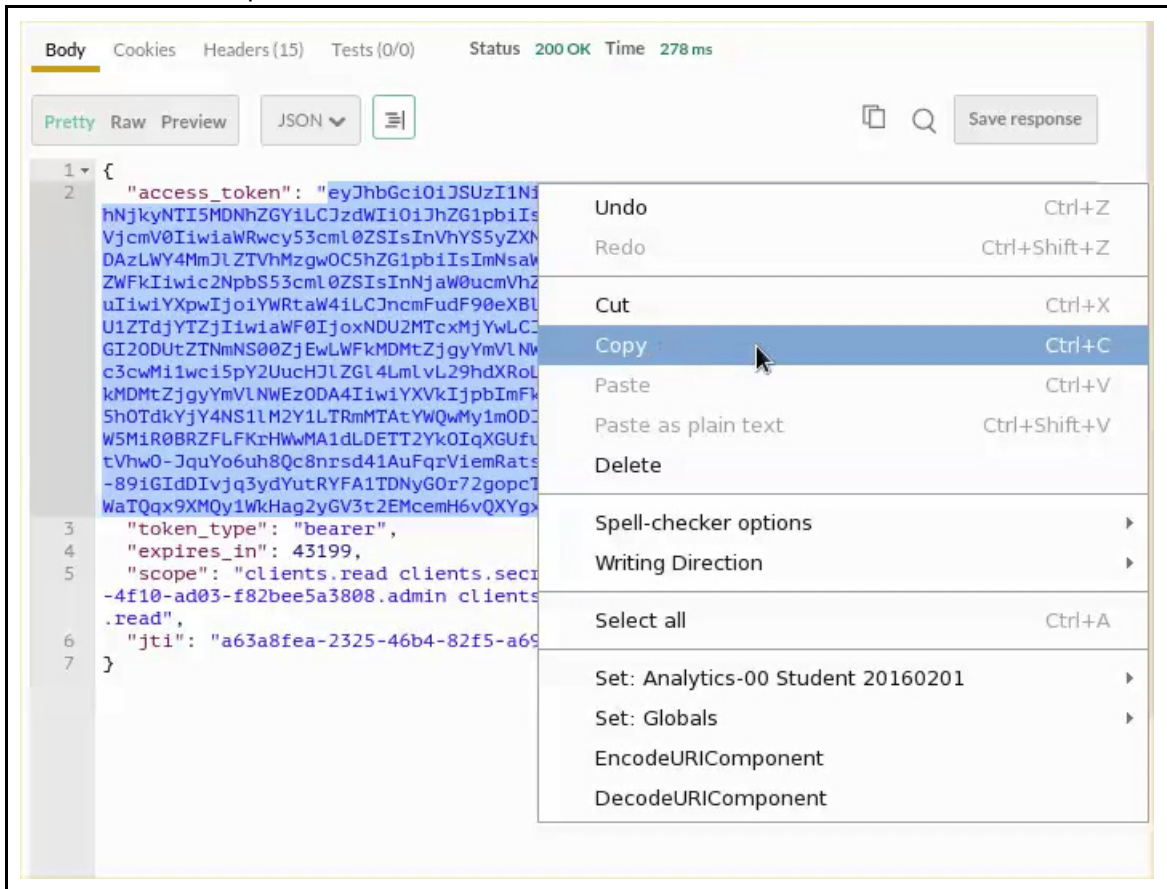 Body Cookies Headers (15) Tests (0/0) Status 200 OK Time 278 ms
Pretty Raw Preview JSON Save response
1 {
2 "access_token": "eyJhbGciOiJSUzI1Ni
hNjkyNTI5MDNhZGYiLCJzdWIiOiJhZG1pbiIs
VjcmV0IiwiaWRwcy53cml0ZSIsInVhYS5yZXN
DAzLWY4MmJlZTVhMzgwOC5hZG1pbiIsImNsaW
ZWFkIiwic2NpbS53cml0ZSIsInNjaW0ucmVhZ
uIiwiYXpwIjoiYWRtaW4iLCJncmFudF90eXBl
U1ZTdjYTZjIiwiaWF0IjoxNDU2MTcxMjYwLCJ
GI2ODUtZTNmNS00ZjEwLWFkMDMtZjgyYmVlNW
c3cwMi1wci5pY2UucHJlZGl4LmlvL29hdXRoL
kMDMtZjgyYmVlNWEzODA4IiwiYXVkIjpbImFk
5hOTdkYjY4NS1lM2Y1LTRmMTAtYWQwMy1mODJ
W5MiR0BRZFLFKrHWwMA1dLDETT2YkOIqXGUfu
tVhwO-JquYo6uh8Qc8nrsd41AuFqrViemRats
-89iGIdDIvjq3ydYutRYFA1TDNyGOr72gopcT
WaTQqx9XMQy1WkHag2yGV3t2EMcemH6vQXYgx
3 "token_type": "bearer",
4 "expires_in": 43199,
5 "scope": "clients.read clients.secr
-4f10-ad03-f82bee5a3808.admin clients
.read",
6 "jti": "a63a8fea-2325-46b4-82f5-a69
7 }
Undo Ctrl+Z
Redo Ctrl+Shift+Z
Cut Ctrl+X
Copy Ctrl+C
Paste Ctrl+V
Paste as plain text Ctrl+Shift+V
Delete
Spell-checker options
Writing Direction
Select all Ctrl+A
Set: Analytics-00 Student 20160201
Set: Globals
EncodeURIComponent
DecodeURIComponent